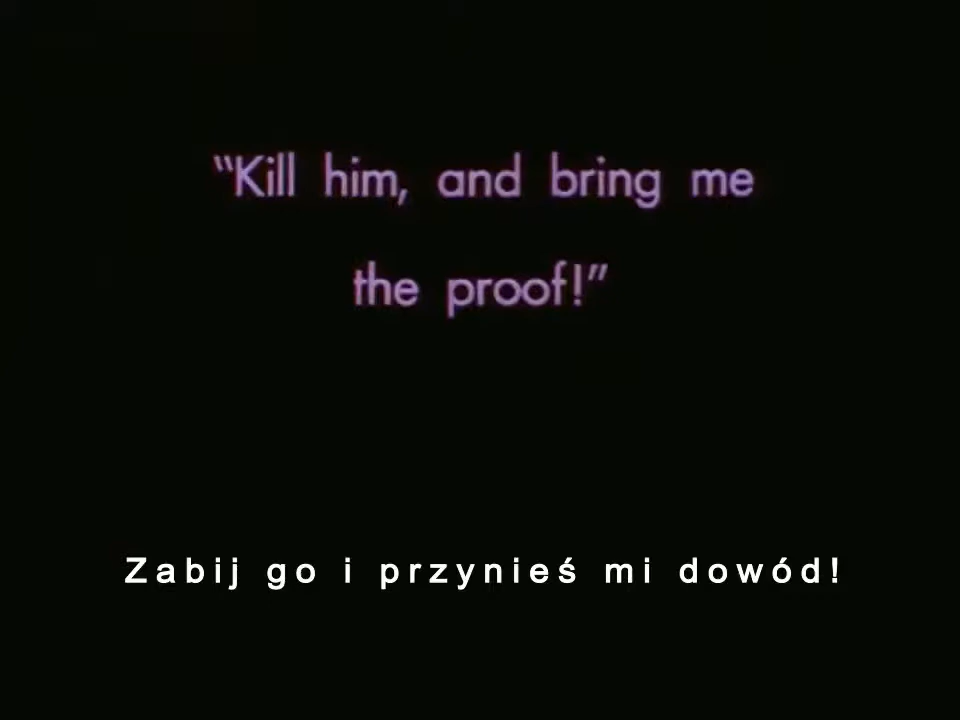 “Kill him, and bring me
the proof!”
Zabij go i przynieś mi dowód!